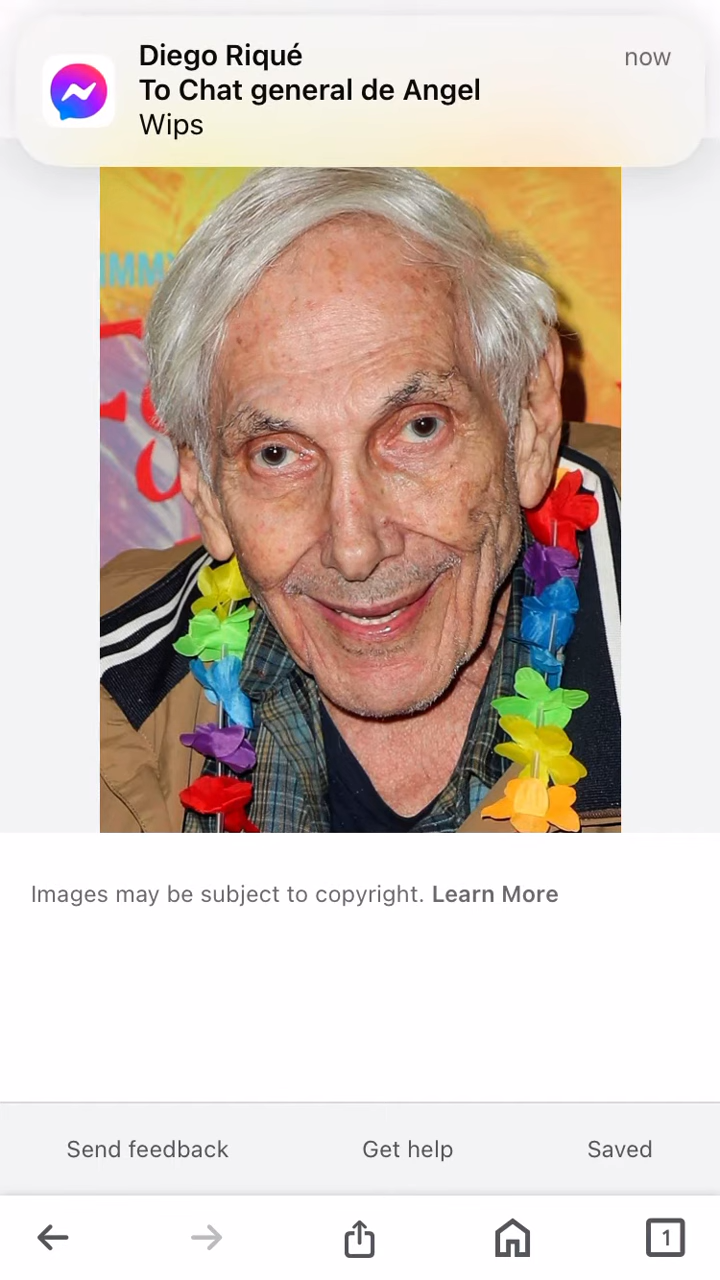 Diego Riqué
now
To Chat general de Angel
Wips
IMMY
Images may be subject to copyright. Learn More
Send feedback
Get help
Saved
1